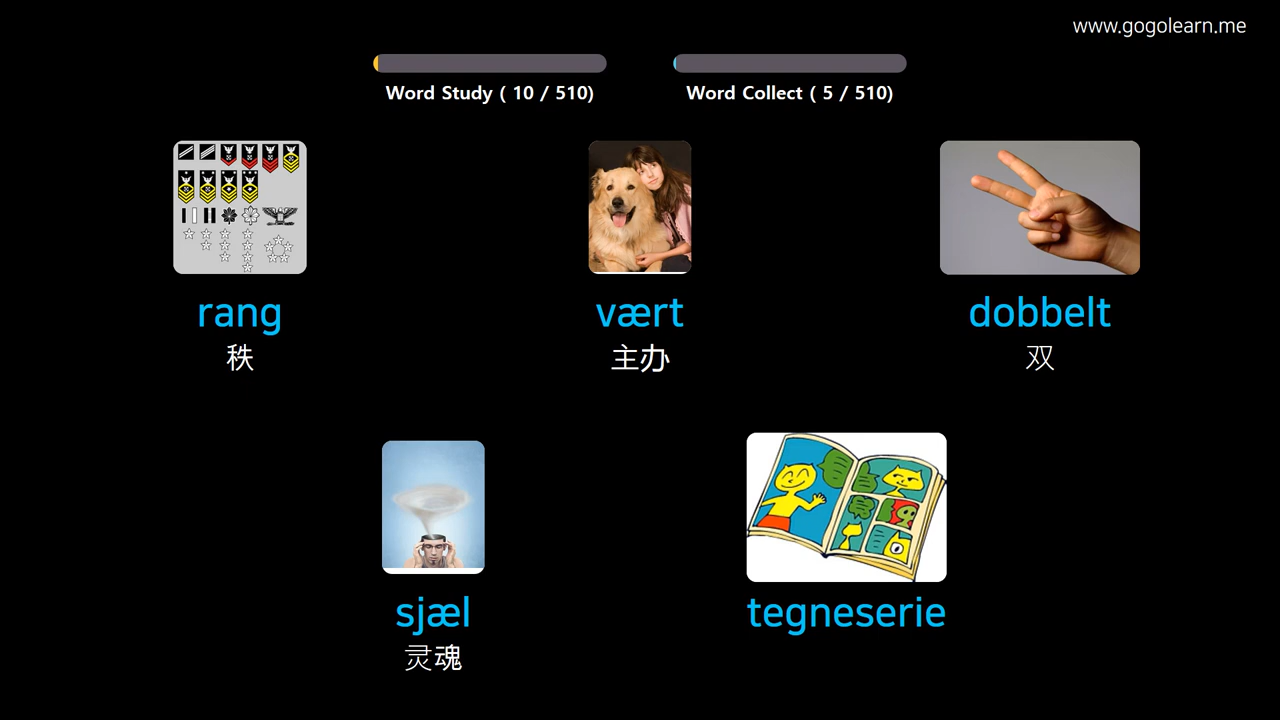 www.gogolearn.me
Word Study ( 10 / 510)
Word Collect ( 5 / 510)
rang
秩
vært
主办
dobbelt
双
sjæl
灵魂
tegneserie